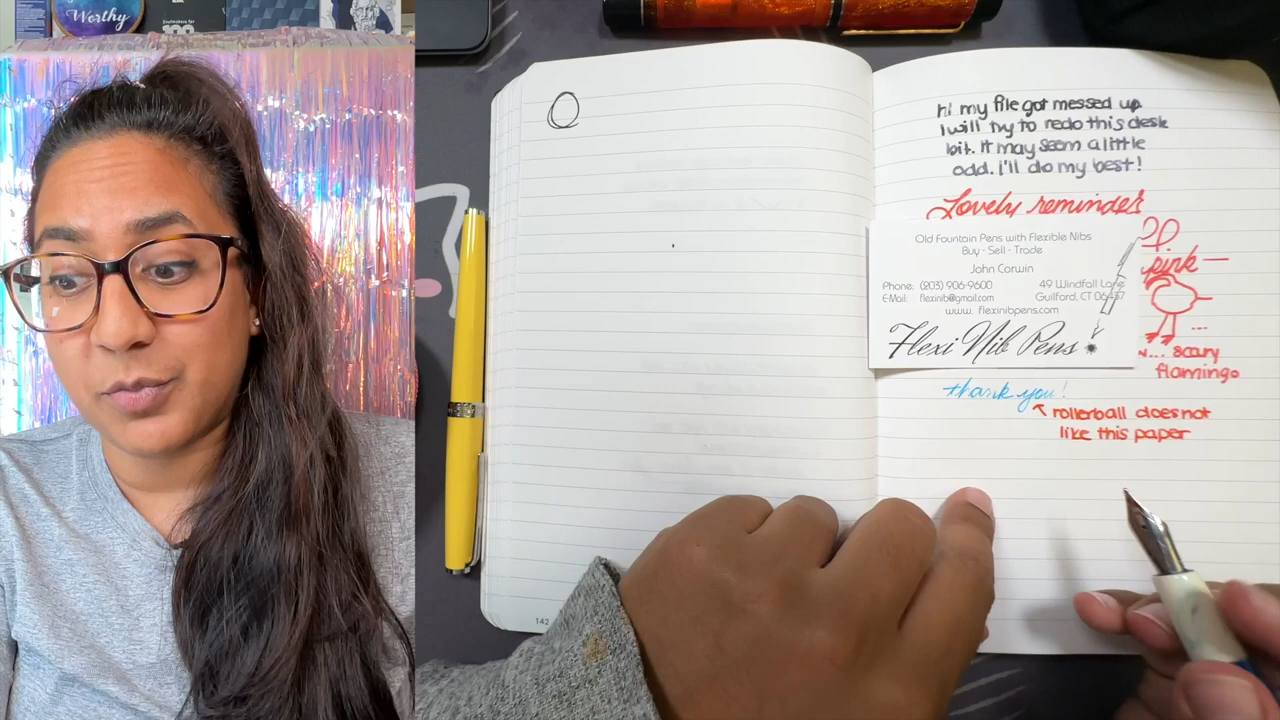 Worthy
100
hi my file got messed up
I will try to redo this desk
bit. It may seem a little
odd. I'll do my best!
Lovely reminder
Old Fountain Pens with Flexible Nibs
Buy - Sell - Trade
John Corwin
Phone: (203) 906-9600
49 Windfall Lane
E-Mail: flexinib@gmail.com
Guilford, CT 06437
www. flexinibpens.com
Flexi Nib Pens
pink —
... scary
flamingo
thank you!
rollerball does not
like this paper
142